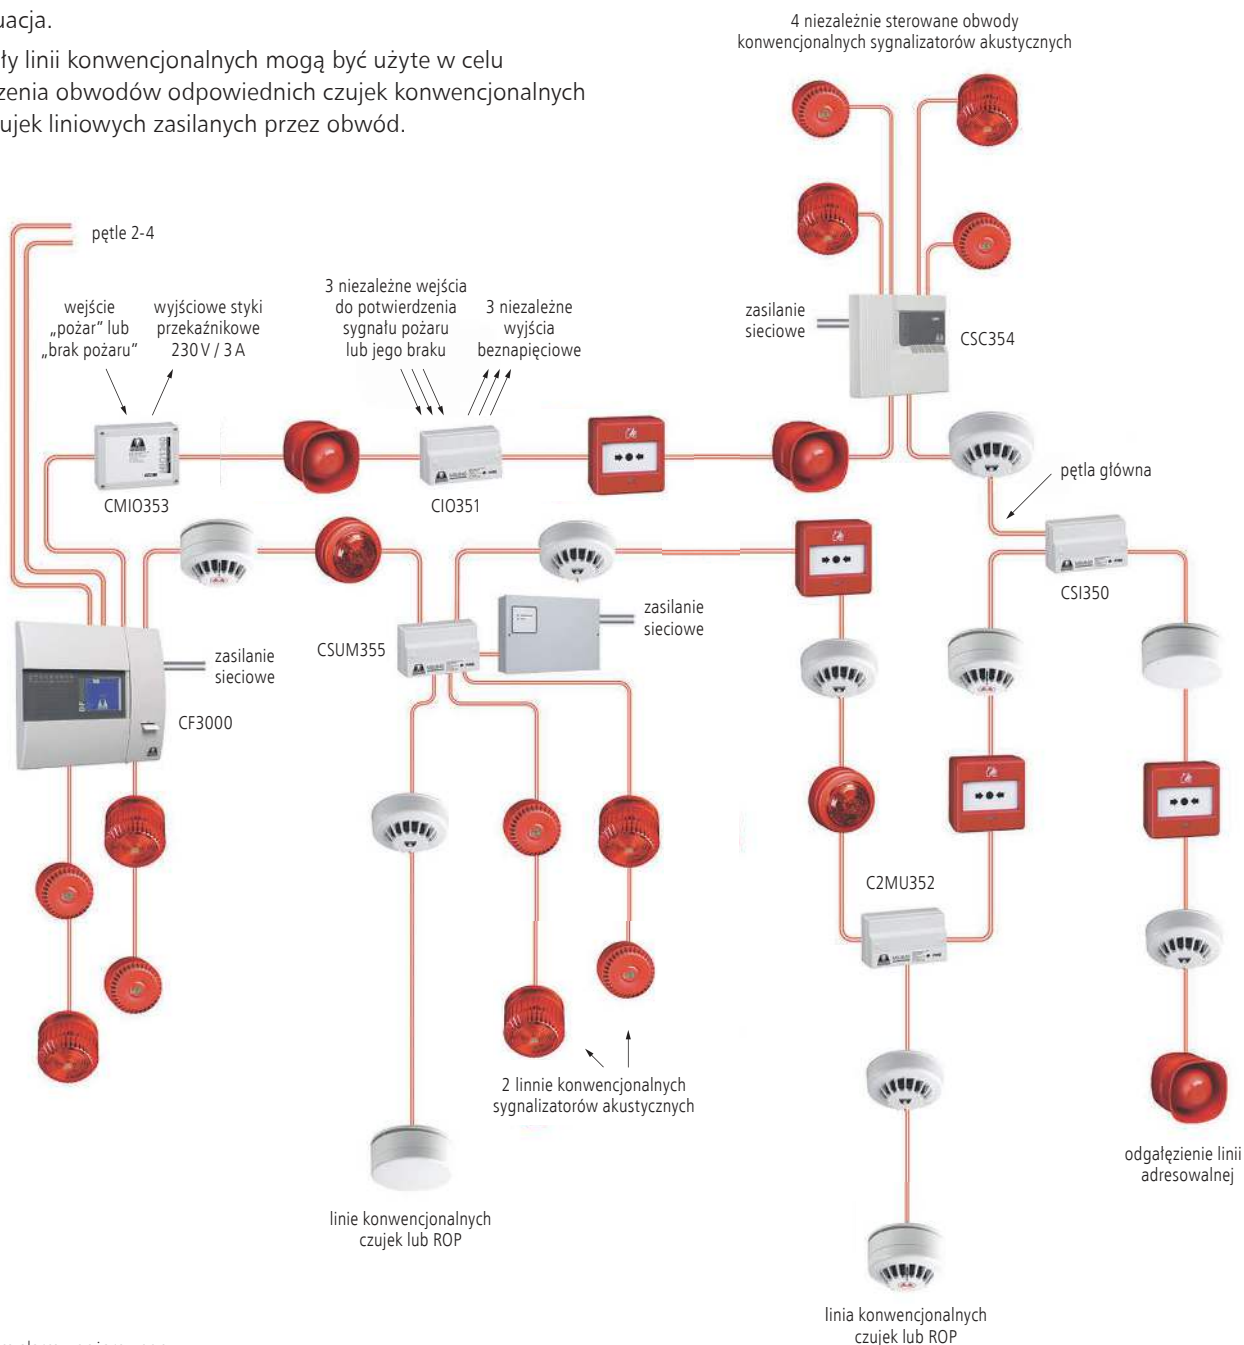 uacja.
ły linii konwencjonalnych mogą być użyte w celu
zenia obwodów odpowiednich czujek konwencjonalnych
ujek liniowych zasilanych przez obwód.
4 niezależnie sterowane obwody
konwencjonalnych sygnalizatorów akustycznych
pętle 2-4
wejście
„pożar” lub
„brak pożaru”
wyjściowe styki
przekaźnikowe
230 V / 3 A
3 niezależne wejścia
do potwierdzenia
sygnału pożaru
lub jego braku
3 niezależne
wyjścia
beznapięciowe
zasilanie
sieciowe
CSC354
CMIO353
CIO351
pętla główna
CSI350
CSUM355
zasilanie
sieciowe
zasilanie
sieciowe
CF3000
C2MU352
2 linnie konwencjonalnych
sygnalizatorów akustycznych
odgałęzienie linii
adresowalnej
linie konwencjonalnych
czujek lub ROP
linia konwencjonalnych
czujek lub ROP